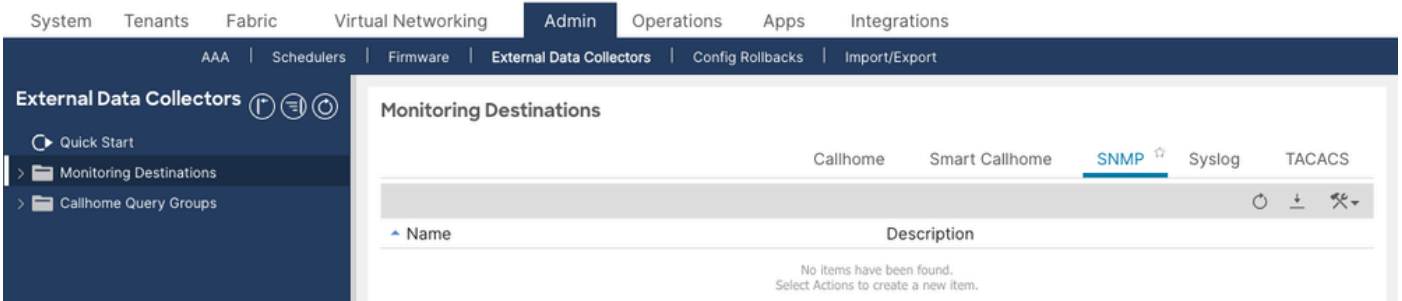 System Tenants Fabric Virtual Networking Admin Operations Apps Integrations
AAA | Schedulers | Firmware | External Data Collectors | Config Rollbacks | Import/Export
External Data Collectors
Quick Start
Monitoring Destinations
Callhome Query Groups
Monitoring Destinations
Callhome Smart Callhome SNMP Syslog TACACS
Name Description
No items have been found.
Select Actions to create a new item.